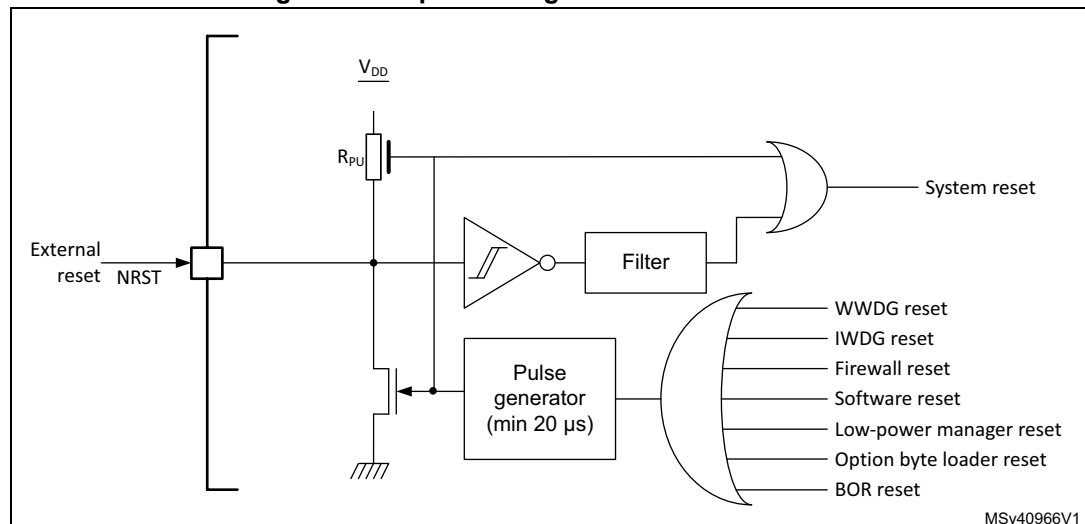 V_DD
R_PU
External
reset
NRST
Filter
System reset
Pulse
generator
(min 20 µs)
WWDG reset
IWDG reset
Firewall reset
Software reset
Low-power manager reset
Option byte loader reset
BOR reset
MSv40966V1